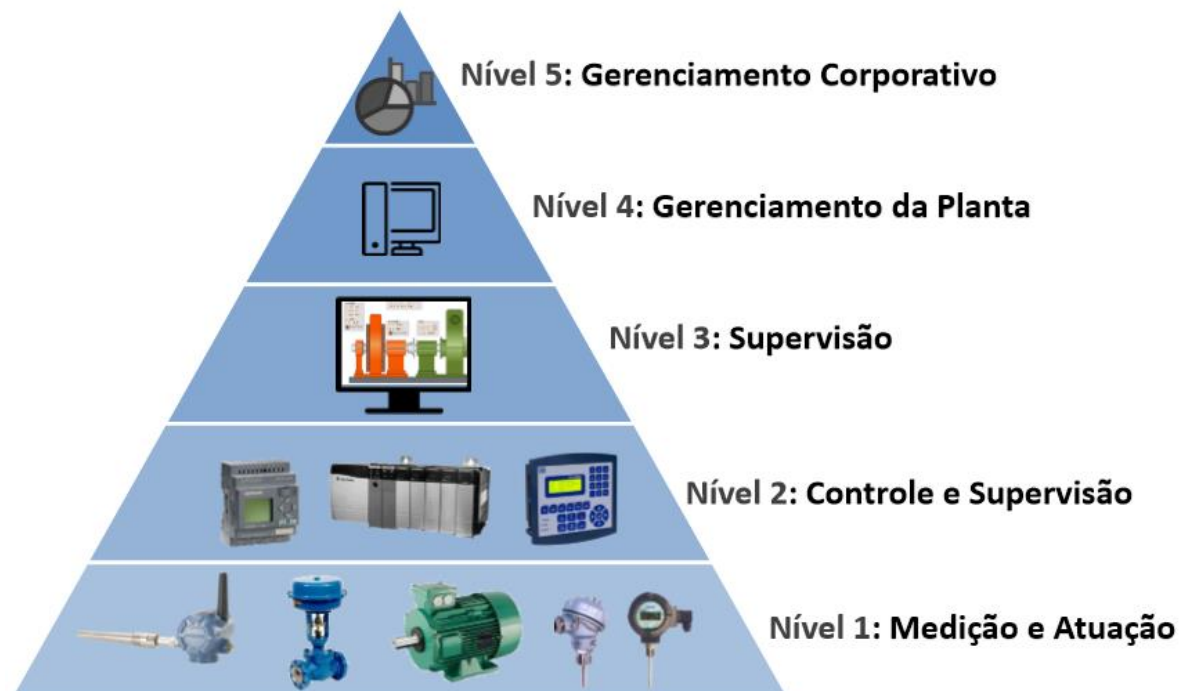 Nível 5: Gerenciamento Corporativo
Nível 4: Gerenciamento da Planta
Nível 3: Supervisão
Nível 2: Controle e Supervisão
Nível 1: Medição e Atuação